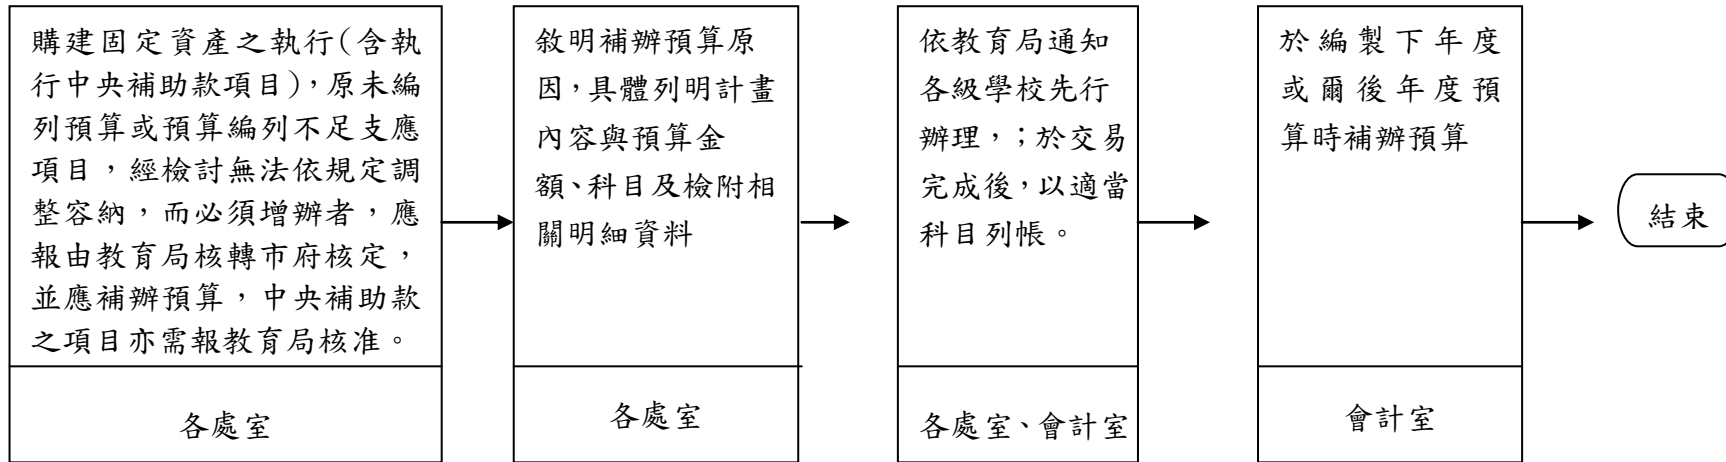 購建固定資產之執行(含執
行中央補助款項目),原未編
列預算或預算編列不足支應
項目,經檢討無法依規定調
整容納,而必須增辦者,應
報由教育局核轉市府核定,
並應補辦預算,中央補助款
之項目亦需報教育局核准。
各處室
敘明補辦預算原
因,具體列明計畫
內容與預算金
額、科目及檢附相
關明細資料
各處室
依教育局通知
各級學校先行
辦理,;於交易
完成後,以適當
科目列帳。
各處室、會計室
於編製下年度
或爾後年度預
算時補辦預算
會計室
結束